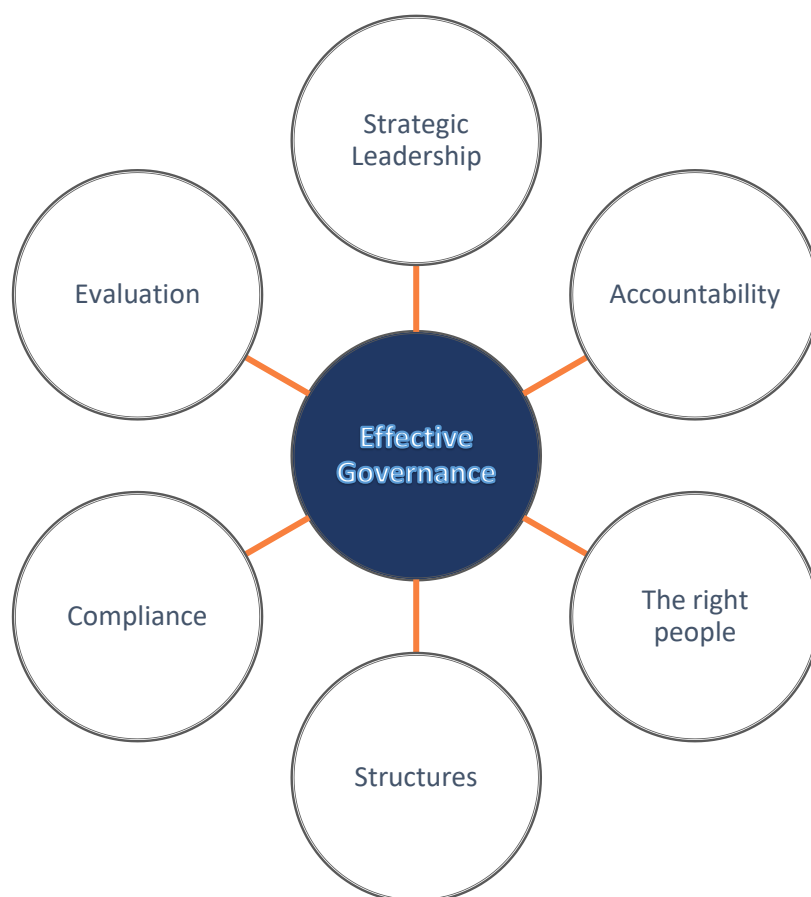 Strategic
Leadership
Evaluation
Accountability
Effective
Governance
Compliance
The right
people
Structures